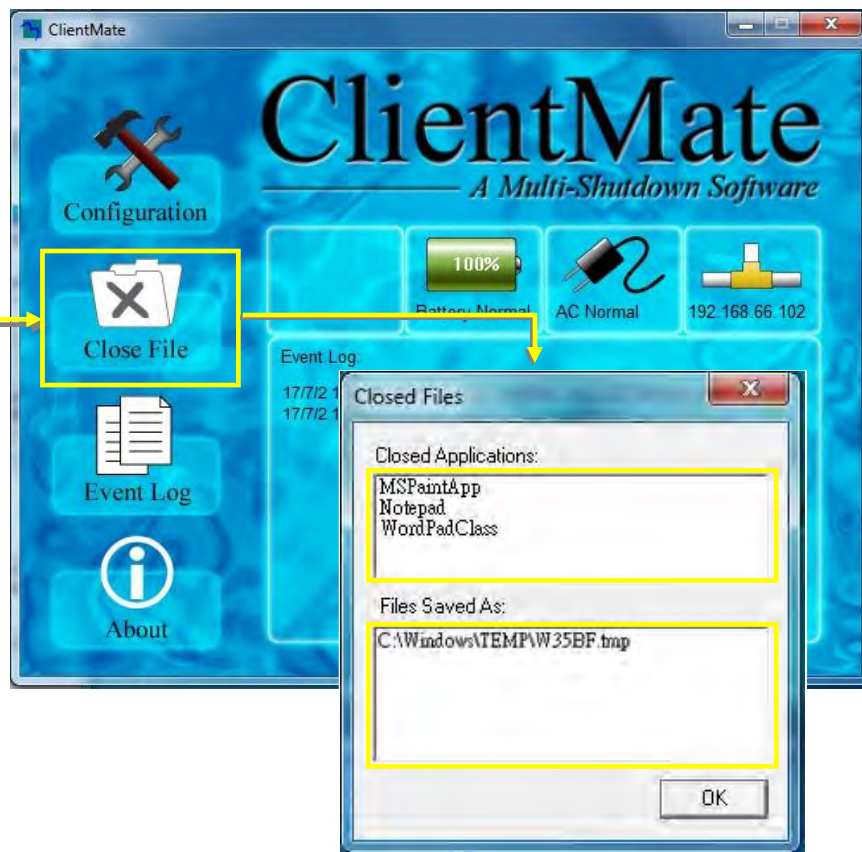 ClientMate
ClientMate
A Multi-Shutdown Software
Configuration
100%
Battery Normal
AC Normal
192.168.66.102
Close File
Event Log:
17/7/2 1
17/7/2 1
Event Log
About
Closed Files
Closed Applications:
MSPaintApp
Notepad
WordPadClass
Files Saved As:
C:\Windows\TEMP\W35BF.tmp
OK